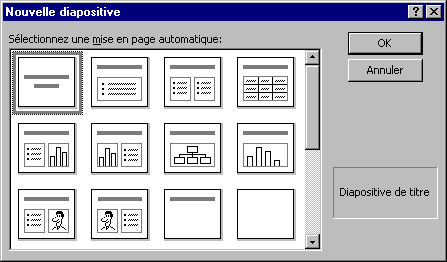 Nouvelle diapositive
Sélectionnez une mise en page automatique:
OK
Annuler
Diapositive de titre